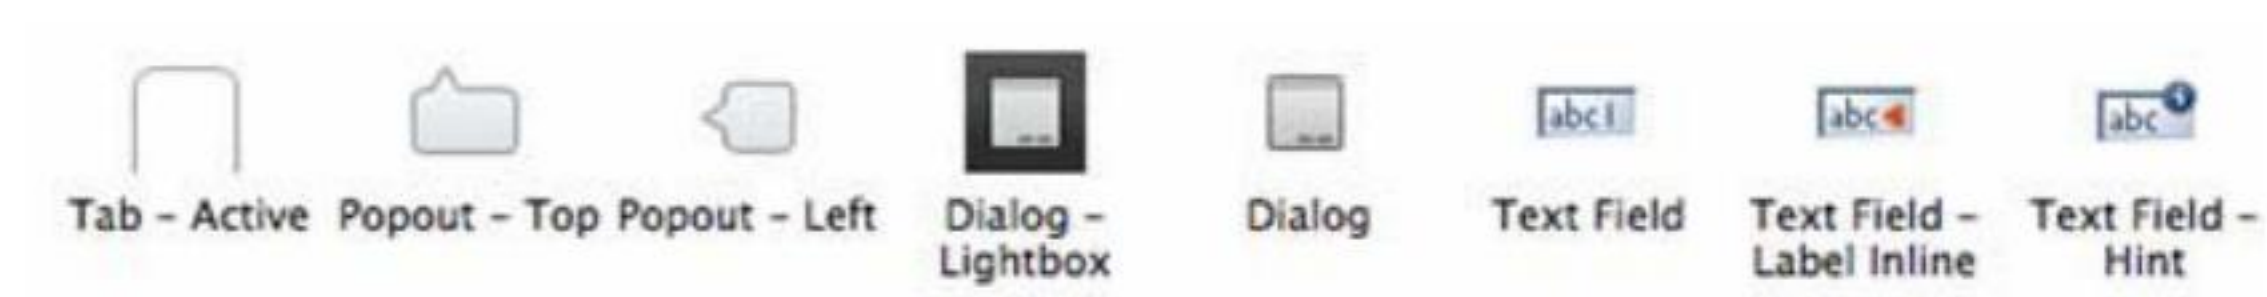 abc
abc
abc
Tab - Active
Popout - Top
Popout - Left
Dialog -
Lightbox
Dialog
Text Field
Text Field -
Label Inline
Text Field -
Hint